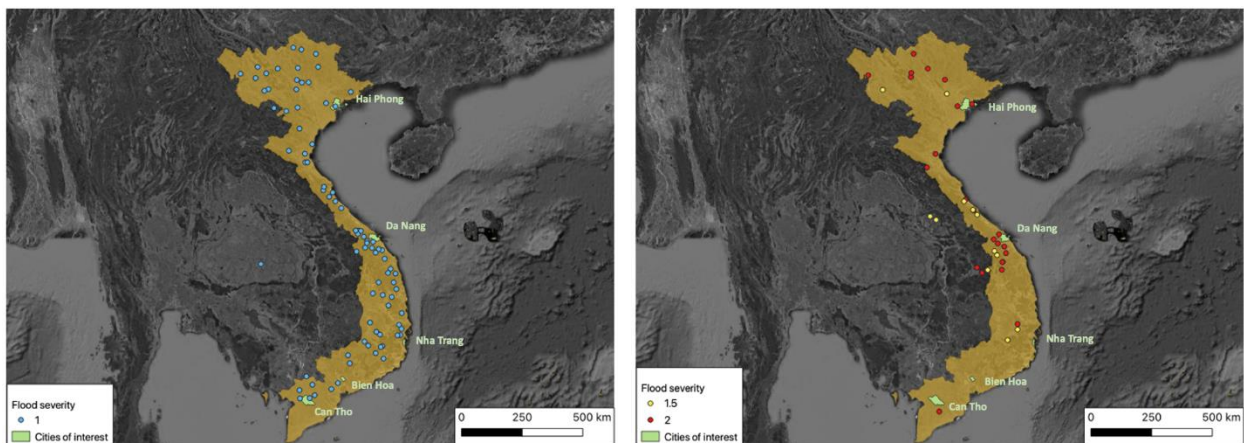 Hai Phong
Da Nang
Nha Trang
Bien Hoa
Can Tho
Flood severity
1
Cities of interest
0 250 500 km
Hai Phong
Da Nang
Nha Trang
Bien Hoa
Can Tho
Flood severity
1.5
2
Cities of interest
0 250 500 km